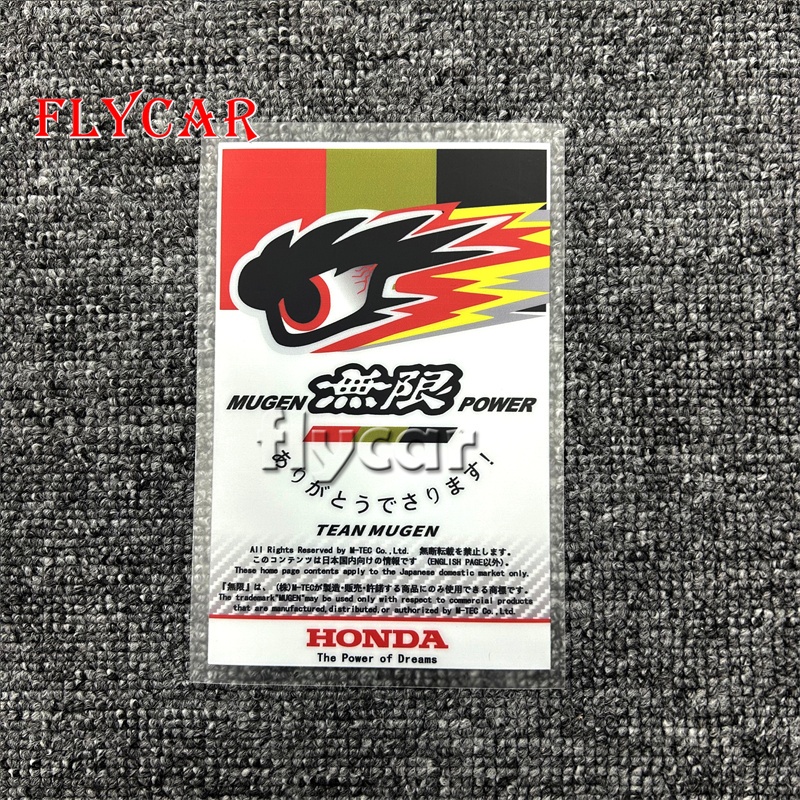 FLYCAR
MUGEN 無限 POWER
flycar
ありがとうでさります!
TEAN MUGEN
All Rights Reserved by M-TEC Co.,Ltd. 無断転載を禁止します。
このコンテンツは日本国内向けの情報です (ENGLISH PAGE以外)。
These home page contents apply to the Japanese domestic market only.
『無限』は、(株)M-TECが製造・販売・許諾する商品にのみ使用できる商標です。
The trademark"MUGEN"may be used only with respect to commercial products
that are manufactured,distributed,or authorized by M-TEC Co.,Ltd
HONDA
The Power of Dreams